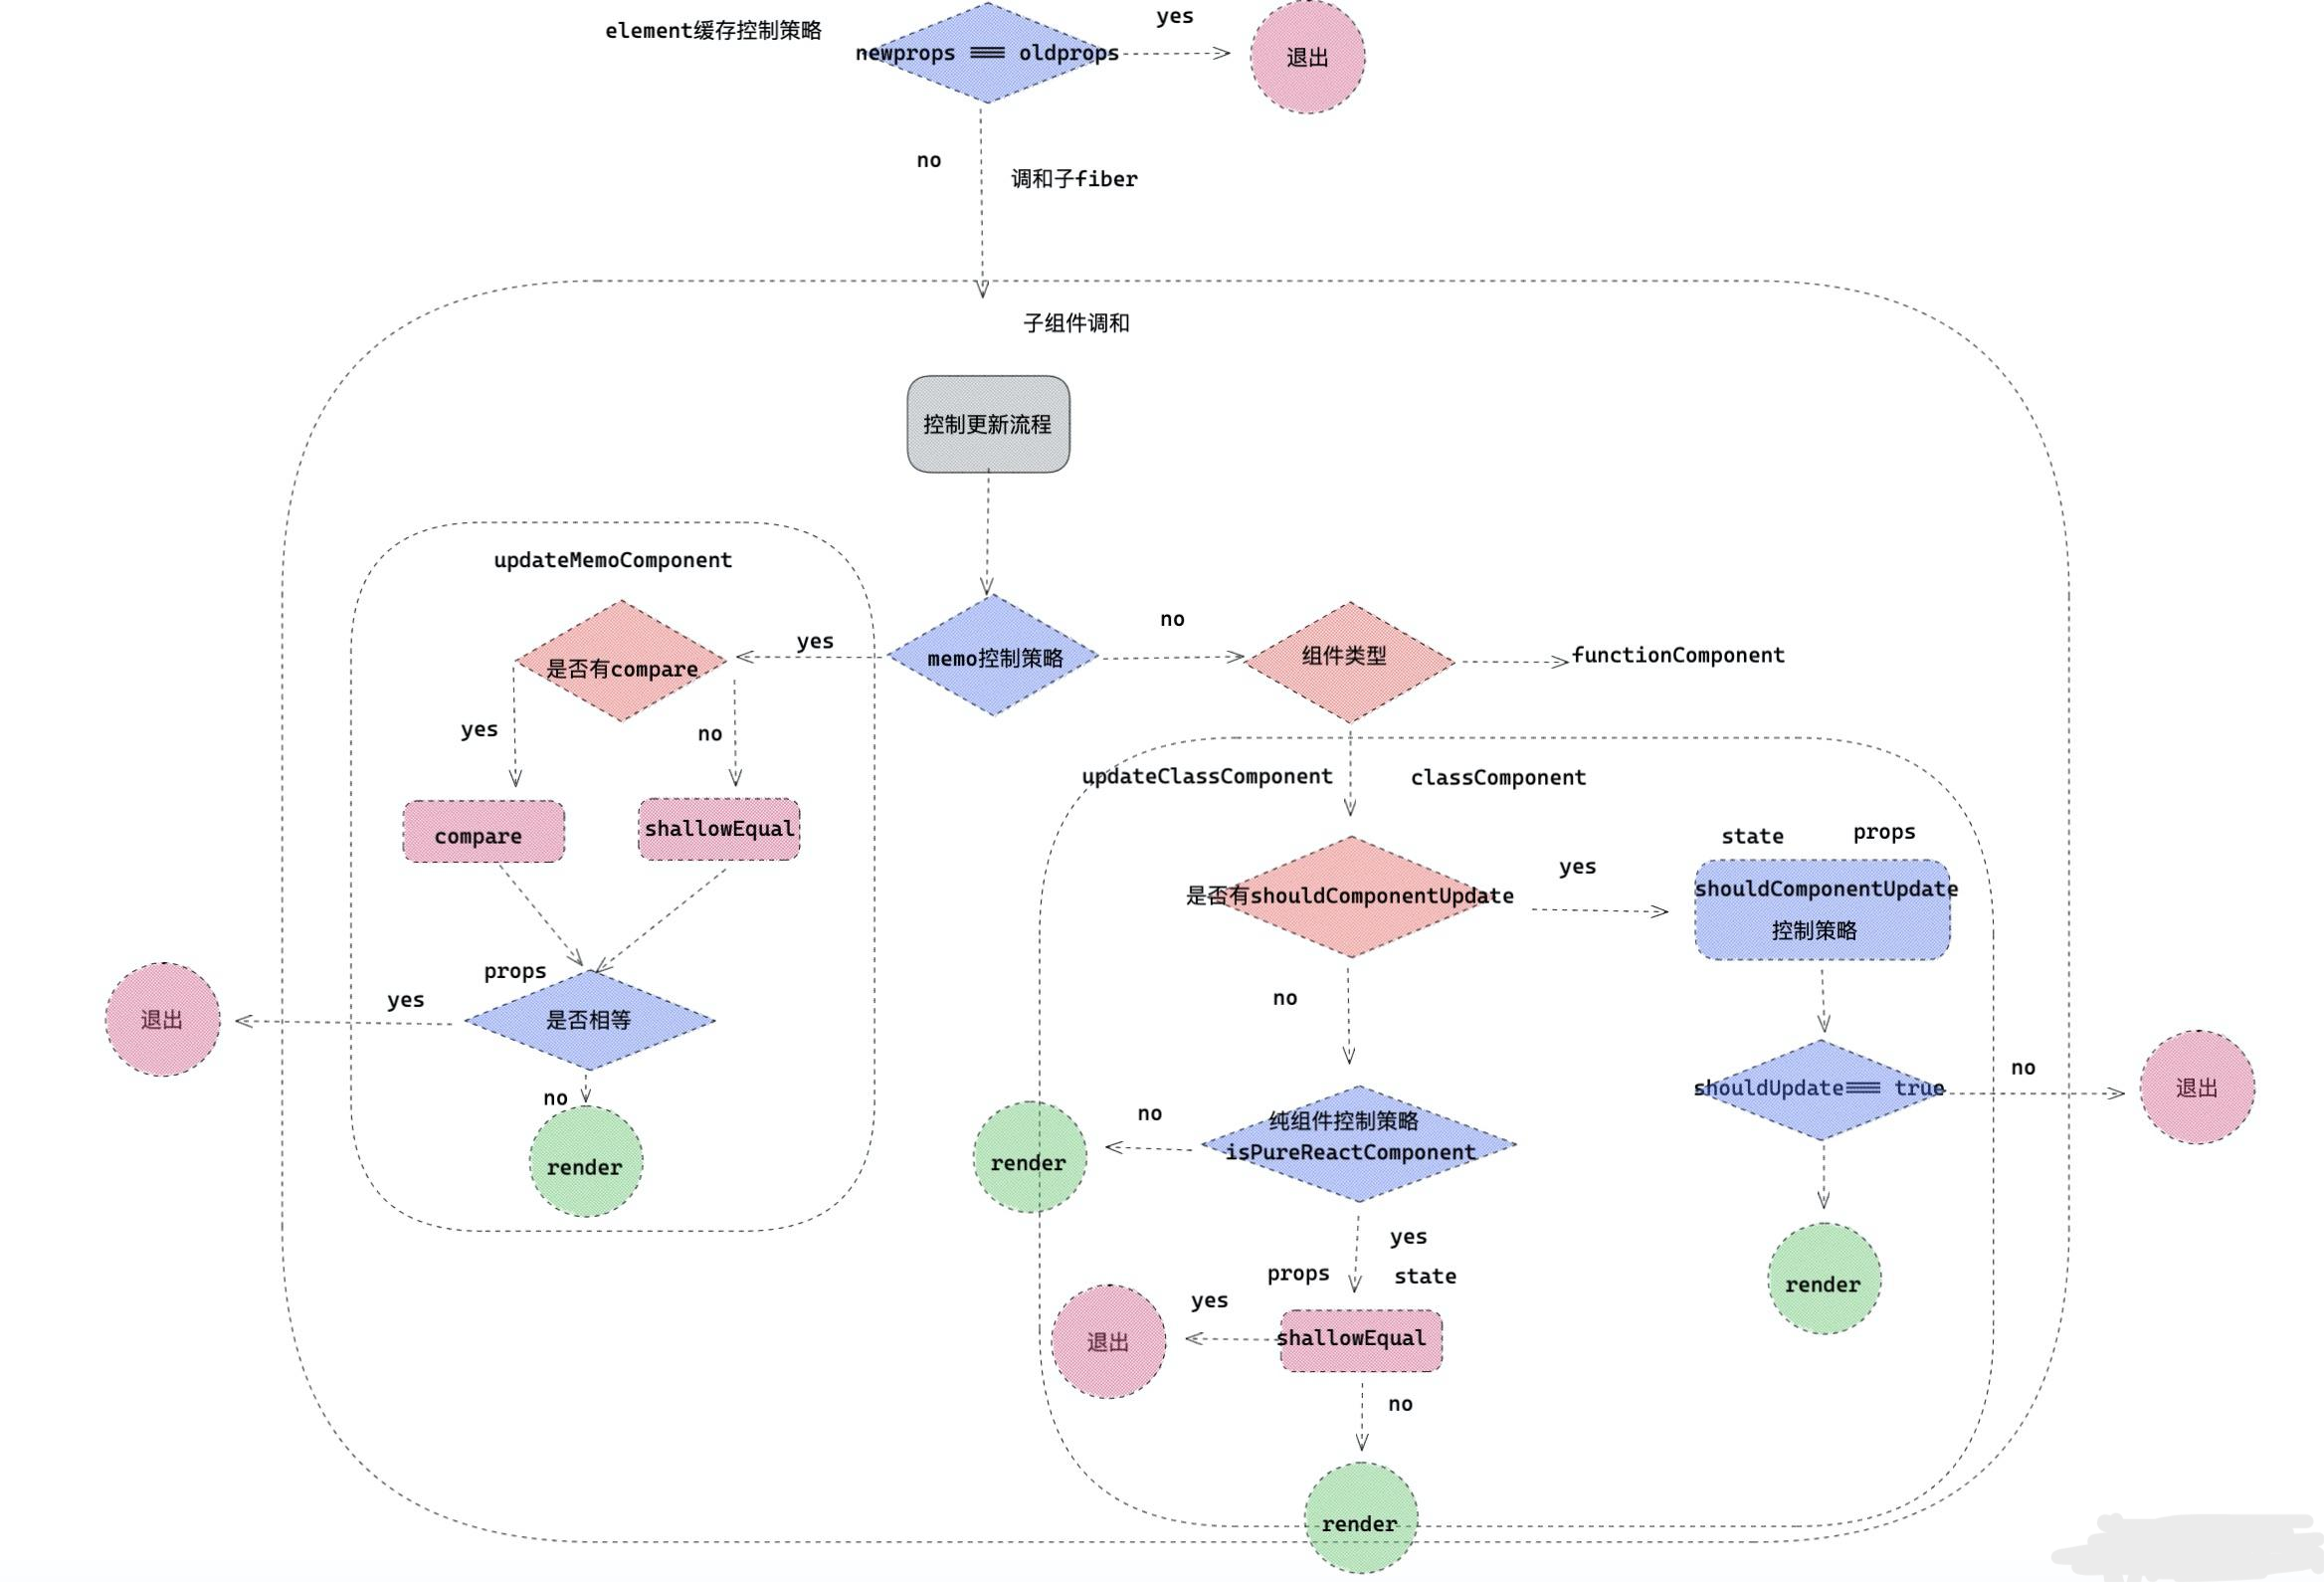 element缓存控制策略
newprops === oldprops
yes
退出
no
调和子fiber
子组件调和
控制更新流程
updateMemoComponent
是否有compare
yes
memo控制策略
no
组件类型
functionComponent
yes
no
compare
shallowEqual
props
是否相等
yes
退出
no
render
updateClassComponent
classComponent
是否有shouldComponentUpdate
yes
state
props
shouldComponentUpdate
控制策略
no
shouldUpdate=== true
no
退出
render
纯组件控制策略
isPureReactComponent
no
render
yes
props
state
shallowEqual
yes
退出
no
render